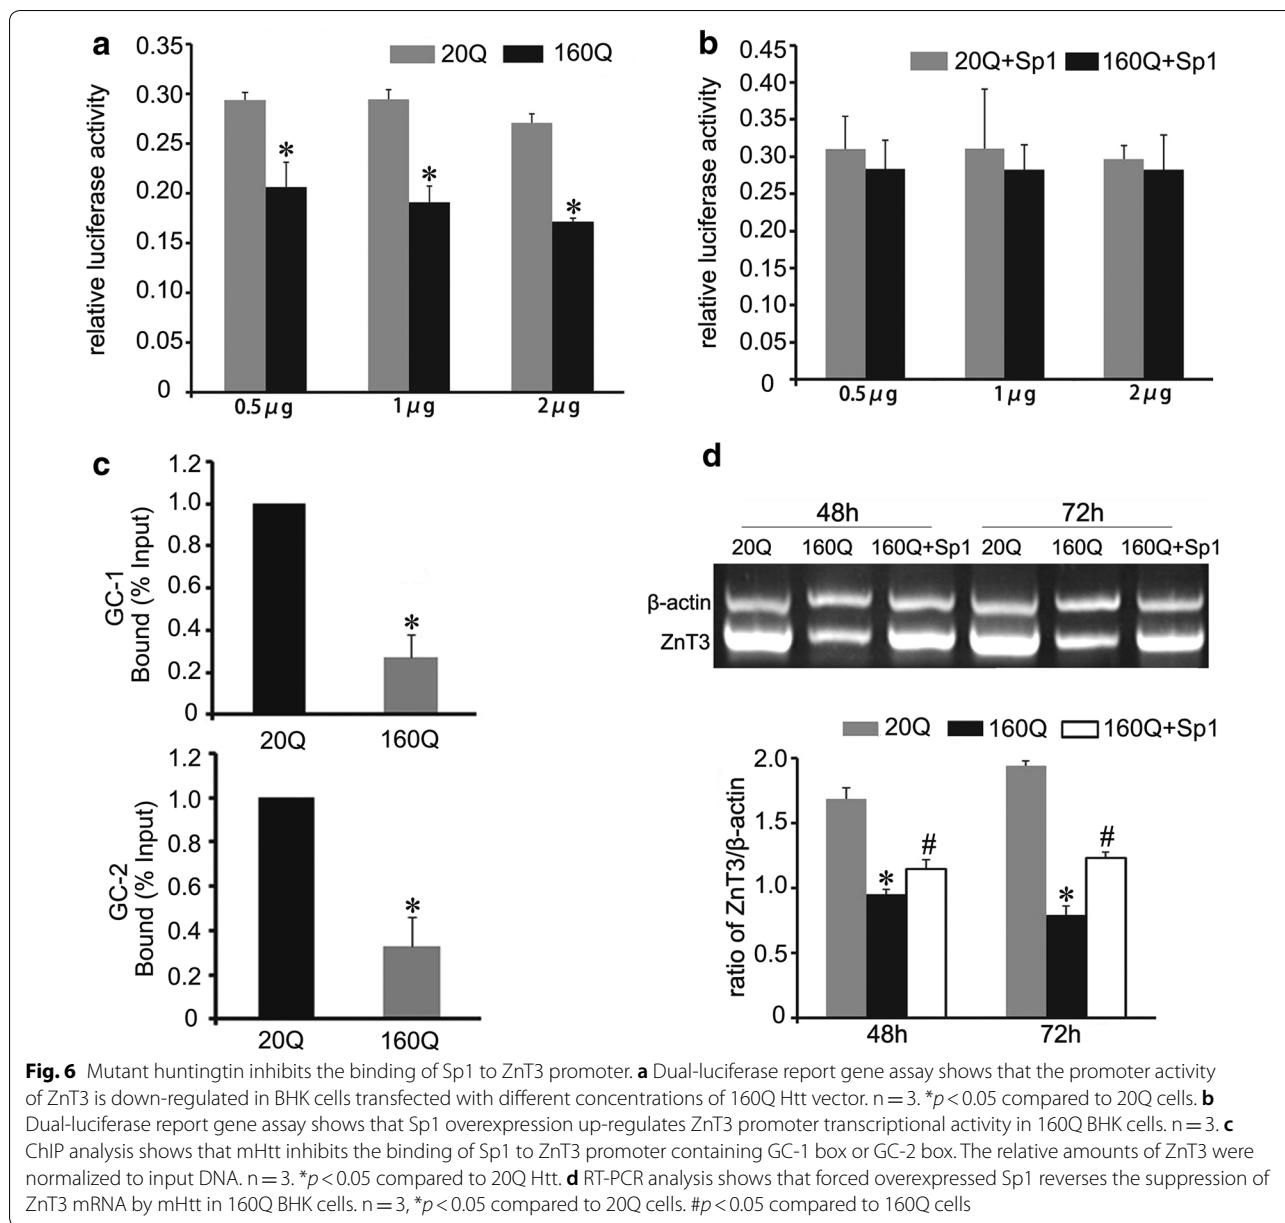 a
0.35
0.30
0.25
0.20
0.15
0.10
0.05
0
relative luciferase activity
20Q 160Q
*
*
*
0.5 μg 1 μg 2 μg
b
0.45
0.40
0.35
0.30
0.25
0.20
0.15
0.10
0.05
0
relative luciferase activity
20Q+Sp1 160Q+Sp1
0.5 μg 1 μg 2 μg
c
1.2
1.0
0.8
0.6
0.4
0.2
0
GC-1
Bound (% Input)
*
20Q 160Q
1.2
1.0
0.8
0.6
0.4
0.2
0
GC-2
Bound (% Input)
*
20Q 160Q
d
48h 72h
20Q 160Q 160Q+Sp1 20Q 160Q 160Q+Sp1
β-actin
ZnT3
20Q 160Q 160Q+Sp1
2.0
1.5
1.0
0.5
0
ratio of ZnT3/β-actin
* # * #
48h 72h
Fig. 6 Mutant huntingtin inhibits the binding of Sp1 to ZnT3 promoter. a Dual-luciferase report gene assay shows that the promoter activity
of ZnT3 is down-regulated in BHK cells transfected with different concentrations of 160Q Htt vector. n = 3. *p < 0.05 compared to 20Q cells. b
Dual-luciferase report gene assay shows that Sp1 overexpression up-regulates ZnT3 promoter transcriptional activity in 160Q BHK cells. n = 3. c
ChIP analysis shows that mHtt inhibits the binding of Sp1 to ZnT3 promoter containing GC-1 box or GC-2 box. The relative amounts of ZnT3 were
normalized to input DNA. n = 3. *p < 0.05 compared to 20Q Htt. d RT-PCR analysis shows that forced overexpressed Sp1 reverses the suppression of
ZnT3 mRNA by mHtt in 160Q BHK cells. n = 3, *p < 0.05 compared to 20Q cells. #p < 0.05 compared to 160Q cells